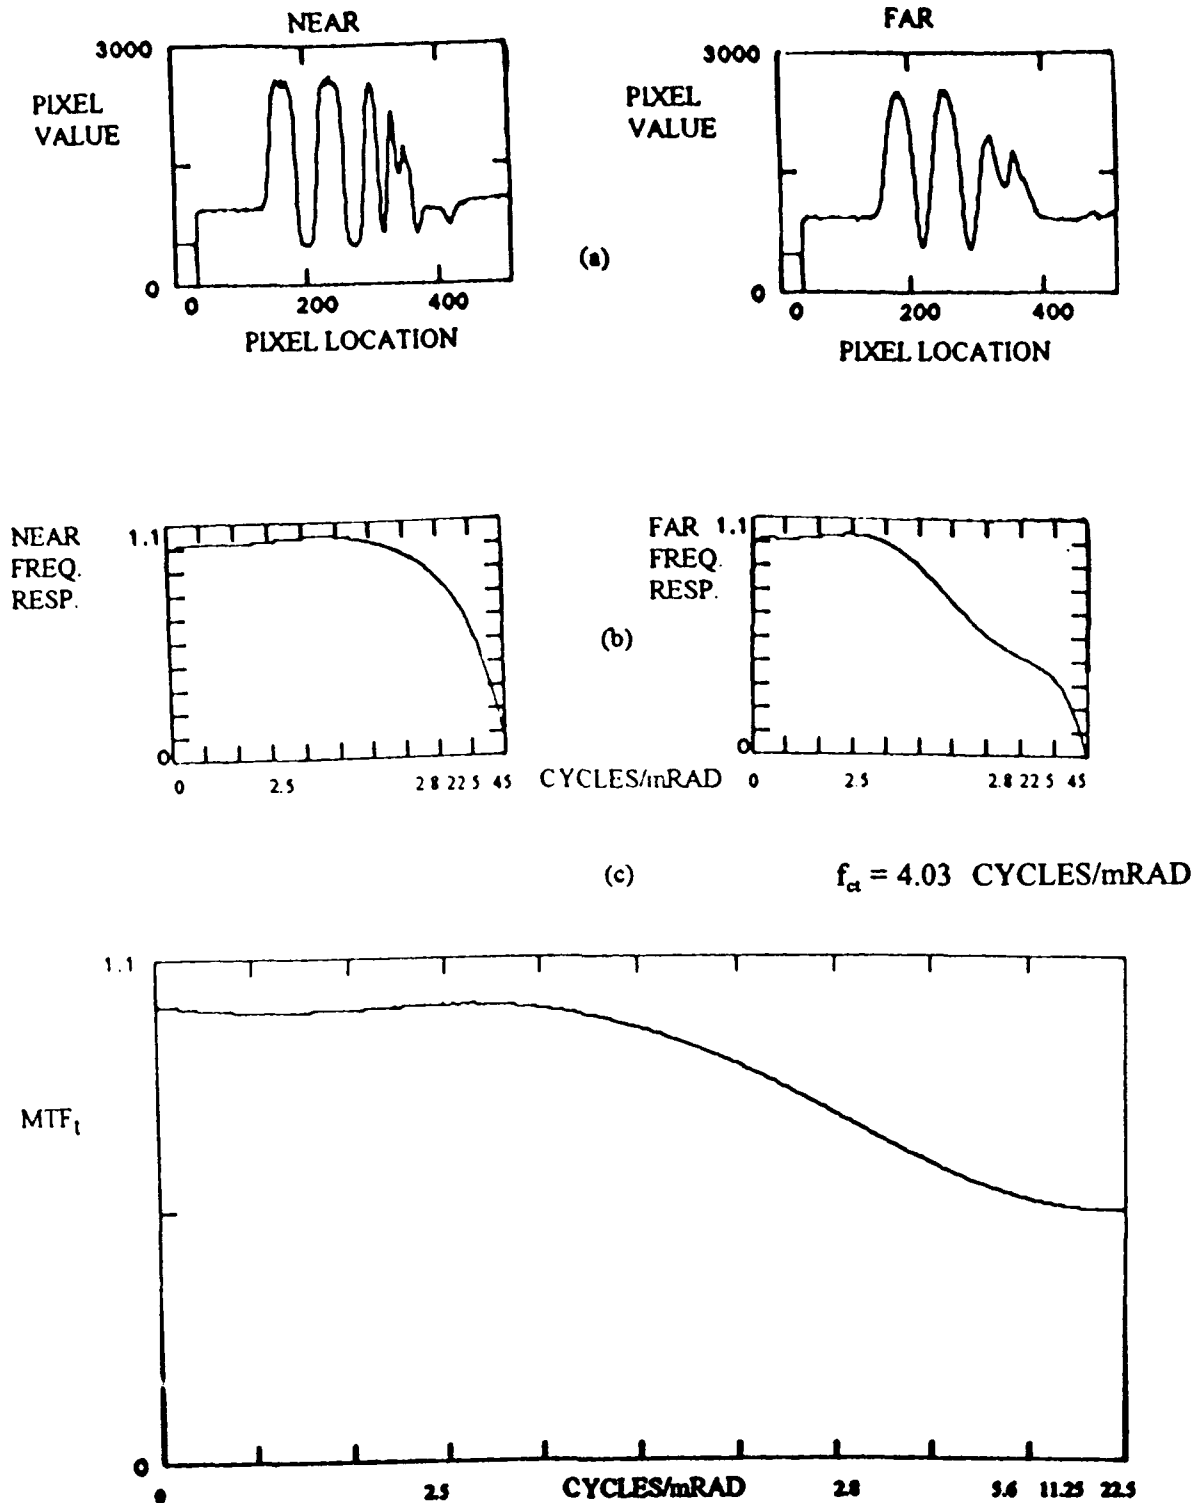 NEAR
3000
PIXEL
VALUE
0
0 200 400
PIXEL LOCATION
FAR
3000
PIXEL
VALUE
0
0 200 400
PIXEL LOCATION
(a)
NEAR
FREQ.
RESP.
1.1
0
0 2.5 2.8 22.5 45
CYCLES/mRAD
FAR
FREQ.
RESP.
1.1
0
0 2.5 2.8 22.5 45
(b)
(c)
f_ct = 4.03 CYCLES/mRAD
1.1
MTF_t
0
0 2.5 CYCLES/mRAD 2.8 5.6 11.25 22.5